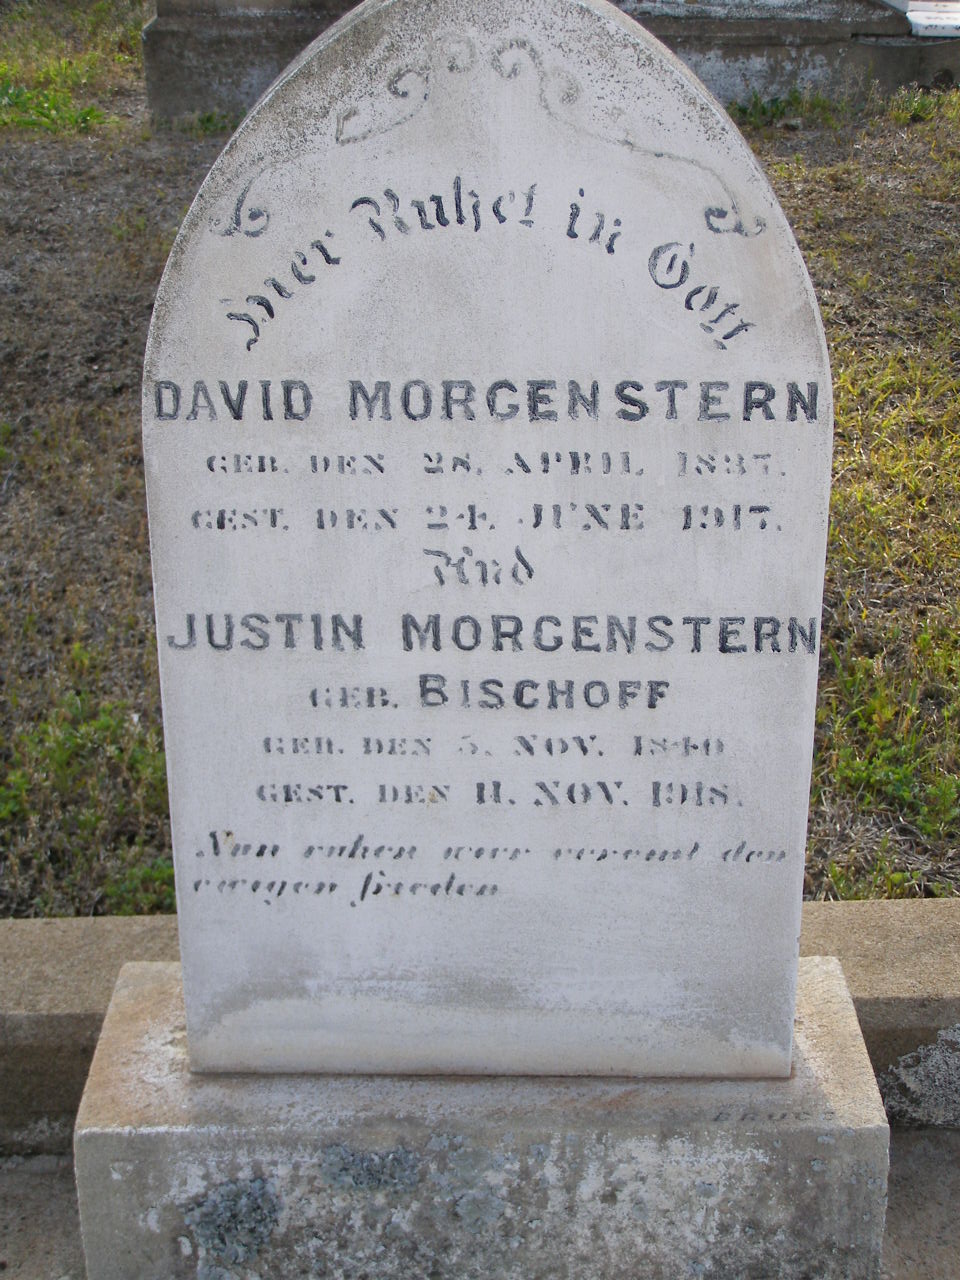 Hier Ruhet in Gott
DAVID MORGENSTERN
GEB. DEN 28. APRIL 1837.
GEST. DEN 24. JUNE 1917.
Und
JUSTIN MORGENSTERN
GEB. BISCHOFF
GEB. DEN 5. NOV. 1840
GEST. DEN 11. NOV. 1918.
Nun ruhen wir vereint den
ewigen frieden